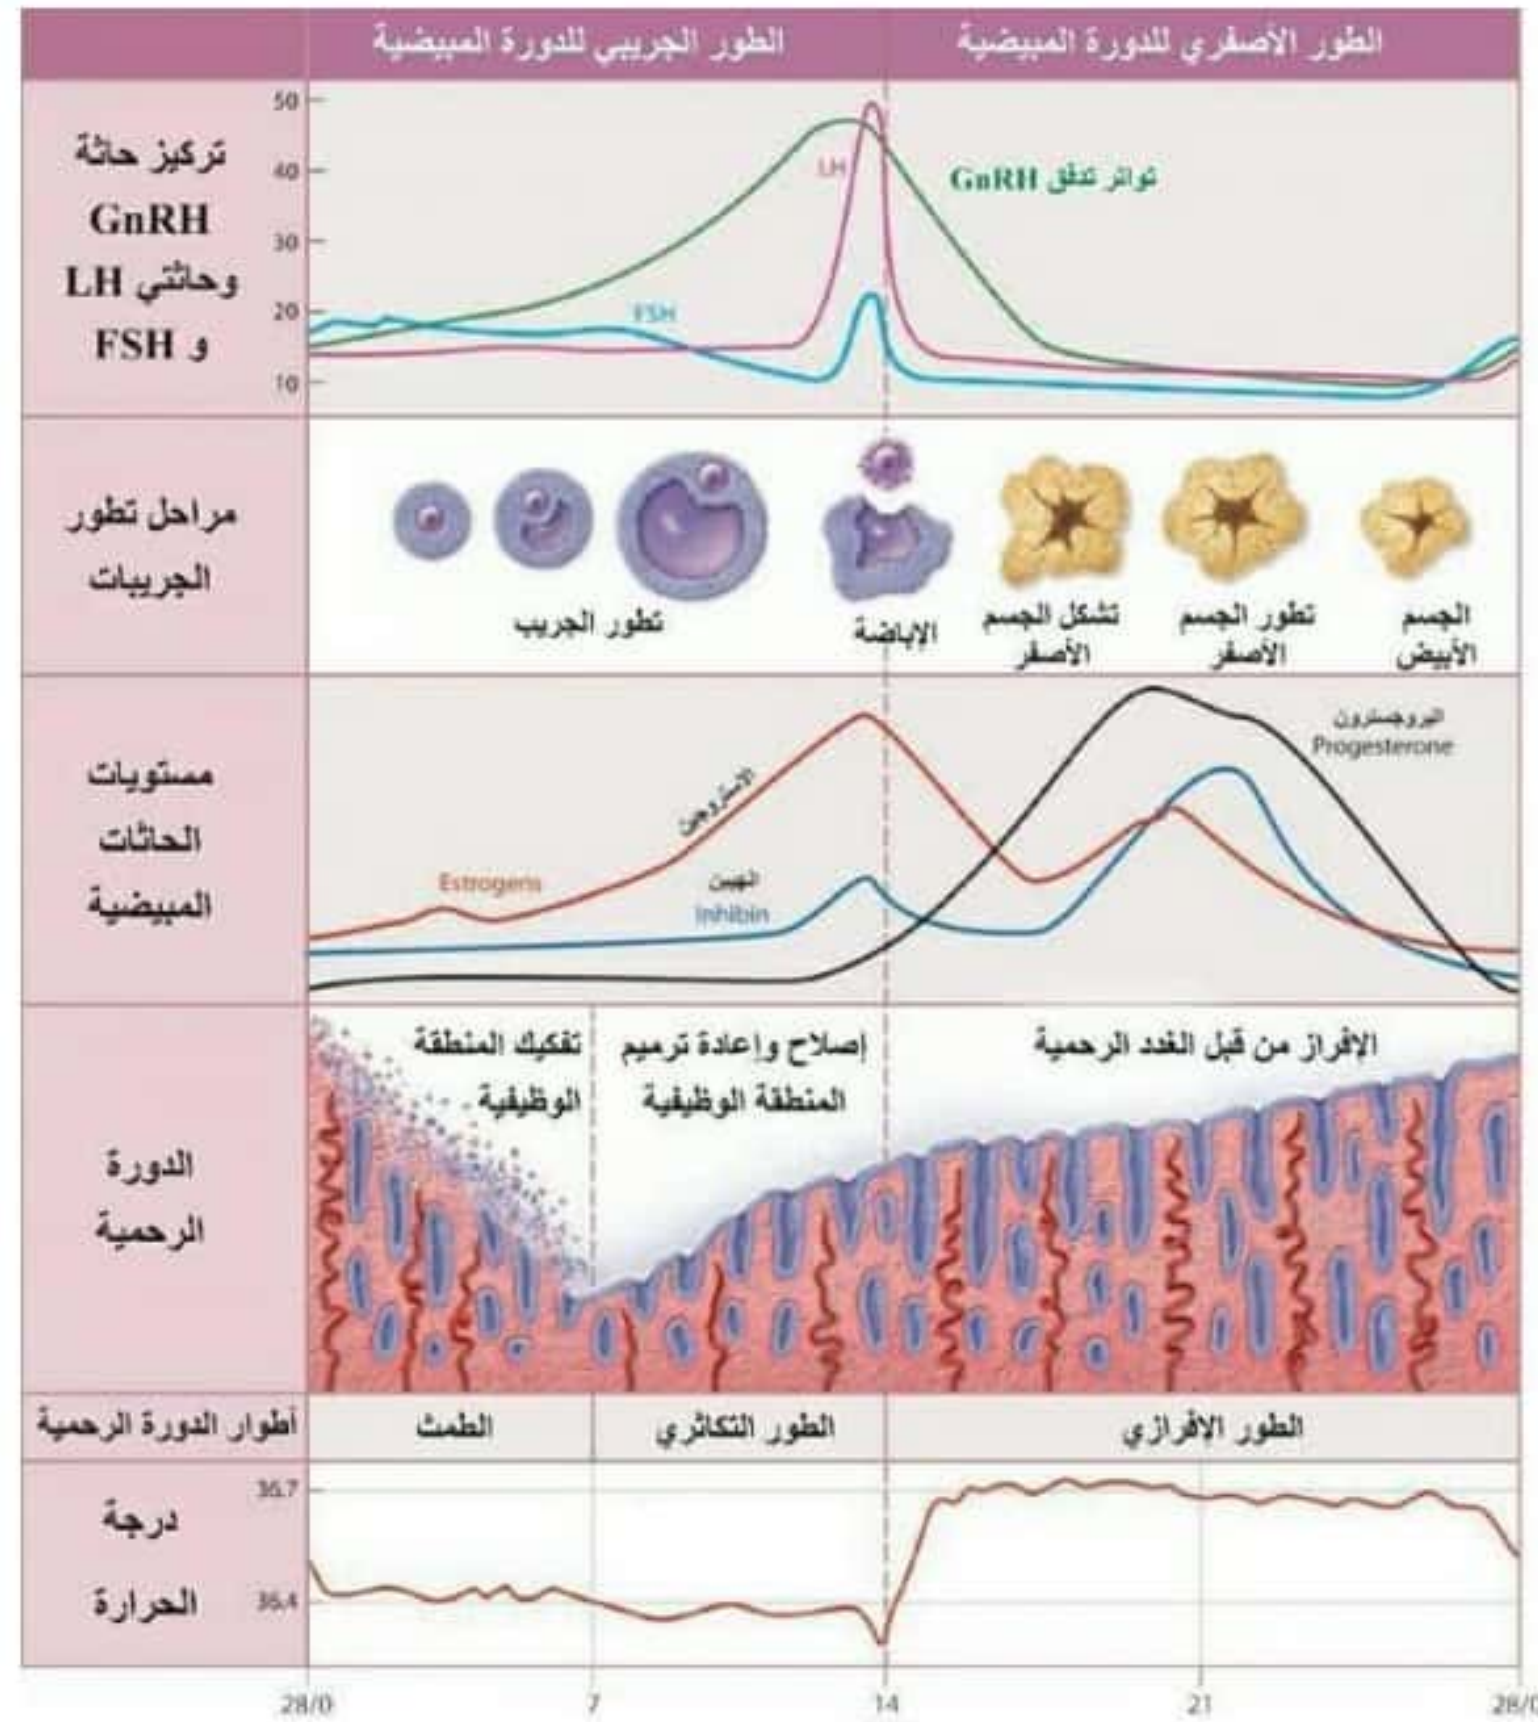 الطور الجريبي للدورة المبيضية
الطور الأصفري للدورة المبيضية
تركيز حاثة
GnRH
وحاثتي LH
و FSH
50
40
30
20
10
LH
تواتر تدفق GnRH
FSH
مراحل تطور
الجريبات
تطور الجريب
الإباضة
تشكل الجسم
الأصفر
تطور الجسم
الأصفر
الجسم
الأبيض
مستويات
الحاثات
المبيضية
الاستروجين
Estrogens
الهبين
Inhibin
البروجسترون
Progesterone
الدورة
الرحمية
تفكيك المنطقة
الوظيفية
إصلاح وإعادة ترميم
المنطقة الوظيفية
الإفراز من قبل الغدد الرحمية
أطوار الدورة الرحمية
الطمث
الطور التكاثري
الطور الإفرازي
درجة
الحرارة
36.7
36.4
28/0
7
14
21
28/0